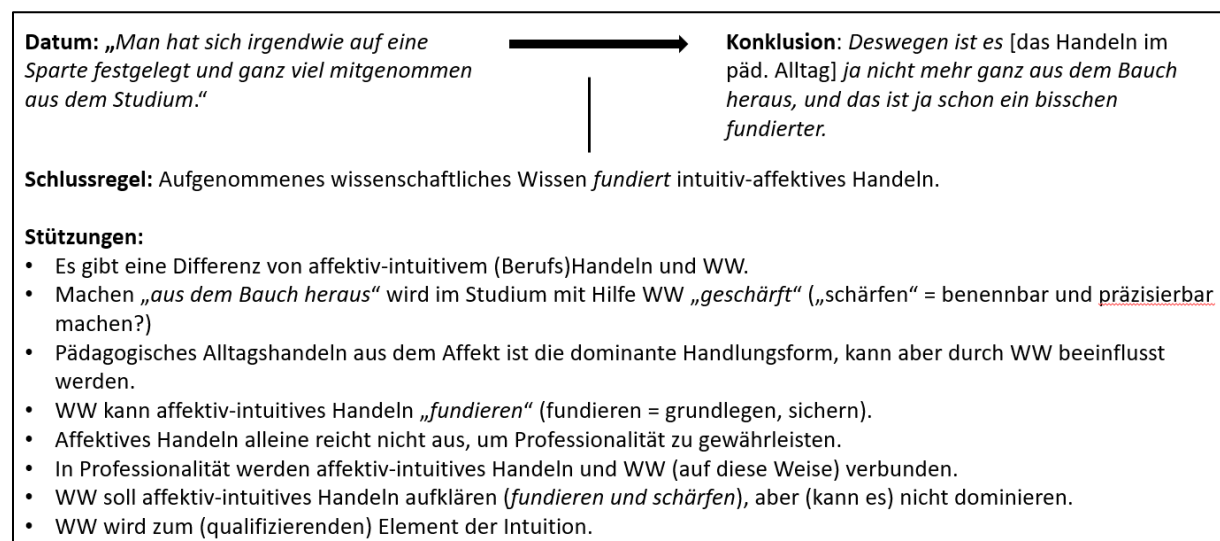 Datum: „Man hat sich irgendwie auf eine
Sparte festgelegt und ganz viel mitgenommen
aus dem Studium.“
Konklusion: Deswegen ist es [das Handeln im
päd. Alltag] ja nicht mehr ganz aus dem Bauch
heraus, und das ist ja schon ein bisschen
fundierter.
Schlussregel: Aufgenommenes wissenschaftliches Wissen fundiert intuitiv-affektives Handeln.
Stützungen:
• Es gibt eine Differenz von affektiv-intuitivem (Berufs)Handeln und WW.
• Machen „aus dem Bauch heraus“ wird im Studium mit Hilfe WW „geschärft“ („schärfen“ = benennbar und präzisierbar
machen?)
• Pädagogisches Alltagshandeln aus dem Affekt ist die dominante Handlungsform, kann aber durch WW beeinflusst
werden.
• WW kann affektiv-intuitives Handeln „fundieren“ (fundieren = grundlegen, sichern).
• Affektives Handeln alleine reicht nicht aus, um Professionalität zu gewährleisten.
• In Professionalität werden affektiv-intuitives Handeln und WW (auf diese Weise) verbunden.
• WW soll affektiv-intuitives Handeln aufklären (fundieren und schärfen), aber (kann es) nicht dominieren.
• WW wird zum (qualifizierenden) Element der Intuition.